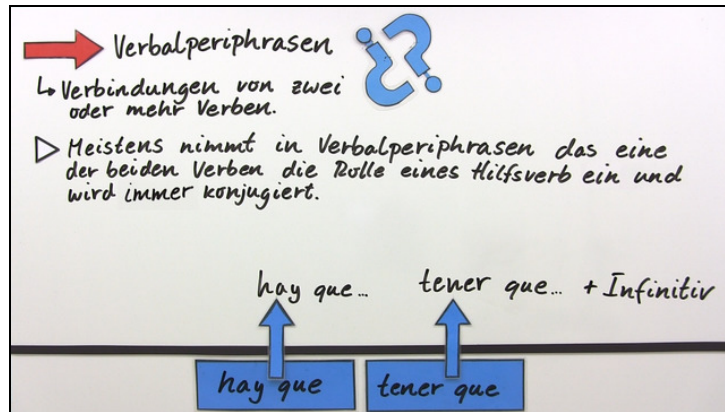 Verbalperiphrasen ¿?
↳ Verbindungen von zwei
oder mehr Verben.
▷ Meistens nimmt in Verbalperiphrasen das eine
der beiden Verben die Rolle eines Hilfsverb ein und
wird immer konjugiert.
hay que... tener que... + Infinitiv
hay que tener que